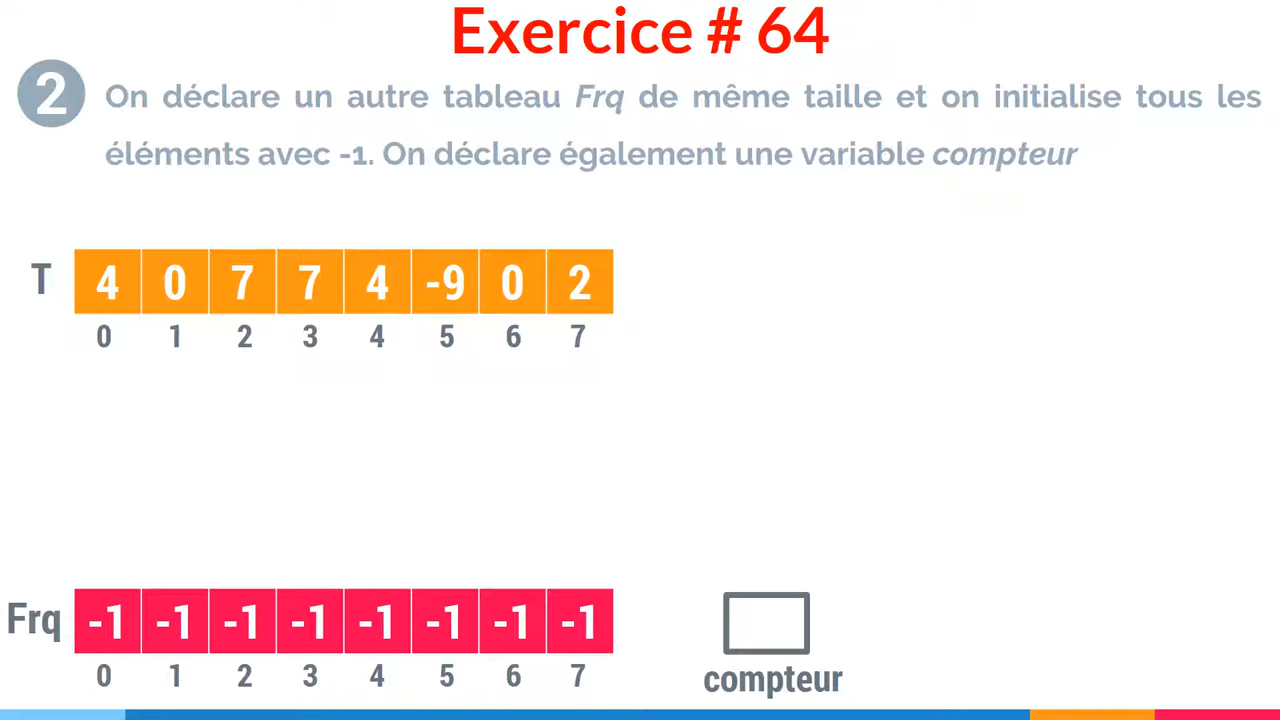 Exercice # 64
2
On déclare un autre tableau Frq de même taille et on initialise tous les
éléments avec -1. On déclare également une variable compteur
T 4 0 7 7 4 -9 0 2
0 1 2 3 4 5 6 7
Frq -1 -1 -1 -1 -1 -1 -1 -1
0 1 2 3 4 5 6 7
compteur